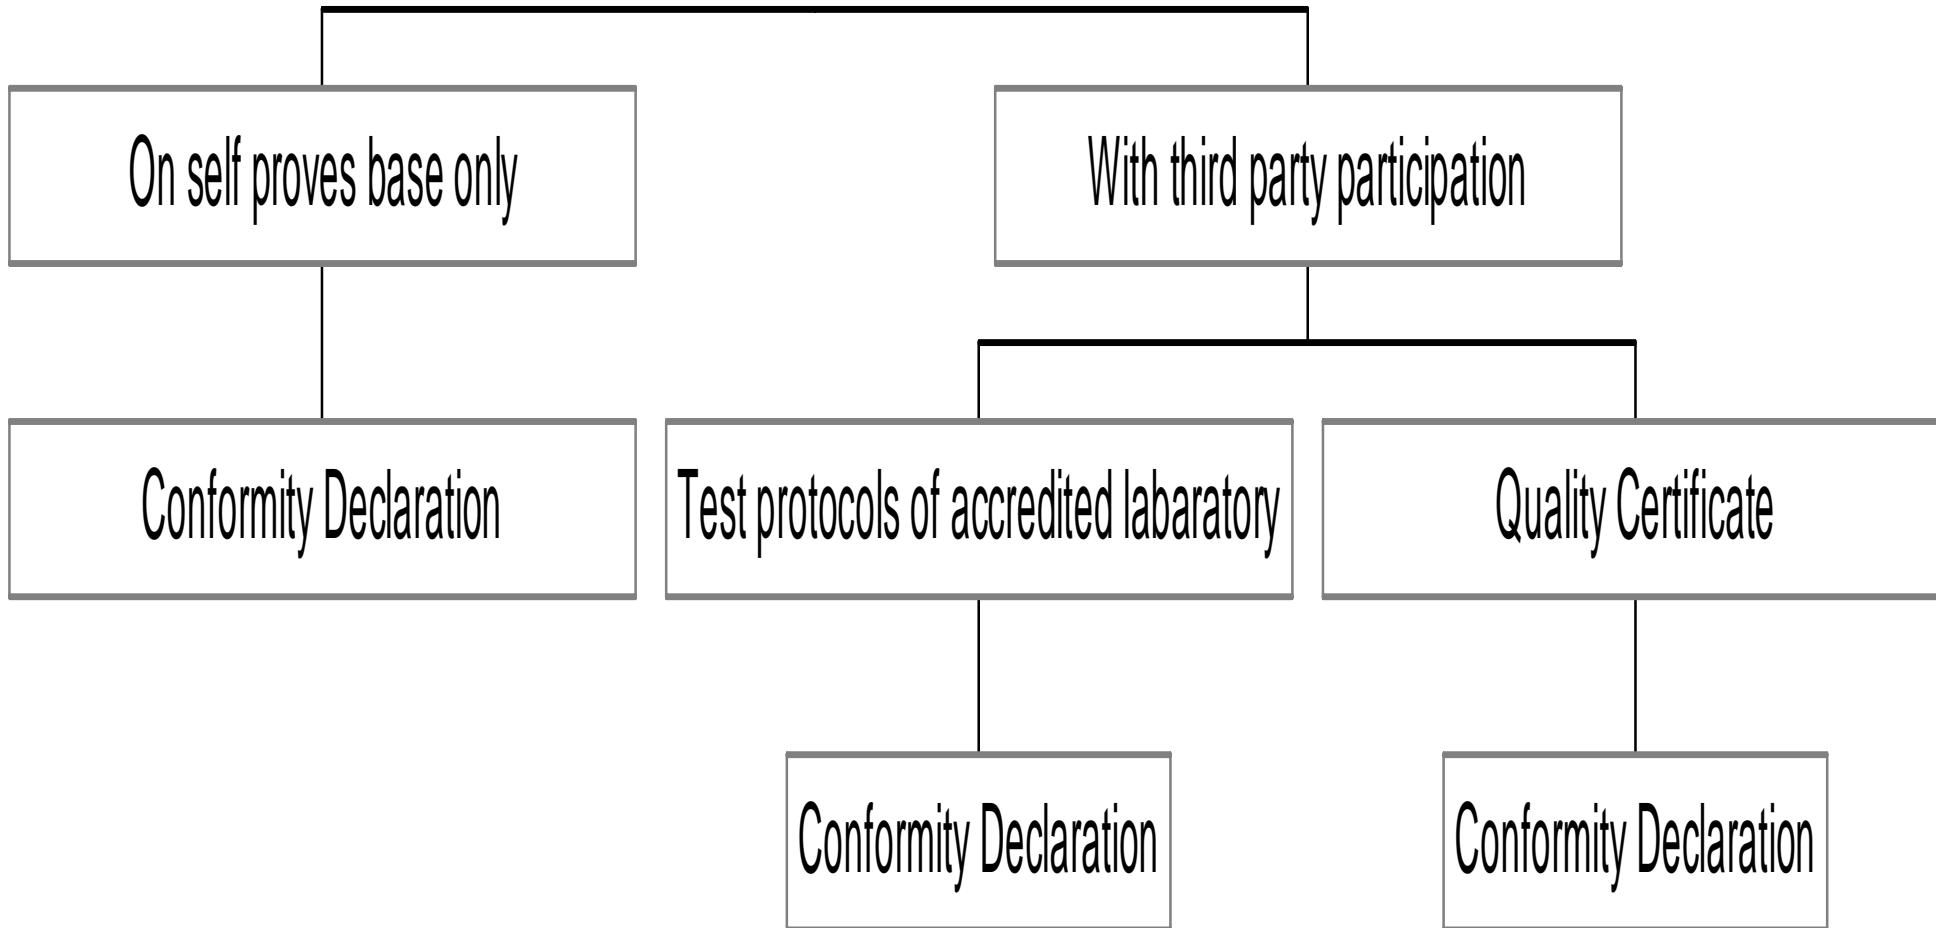 On self proves base only
With third party participation
Conformity Declaration
Test protocols of accredited labaratory
Quality Certificate
Conformity Declaration
Conformity Declaration